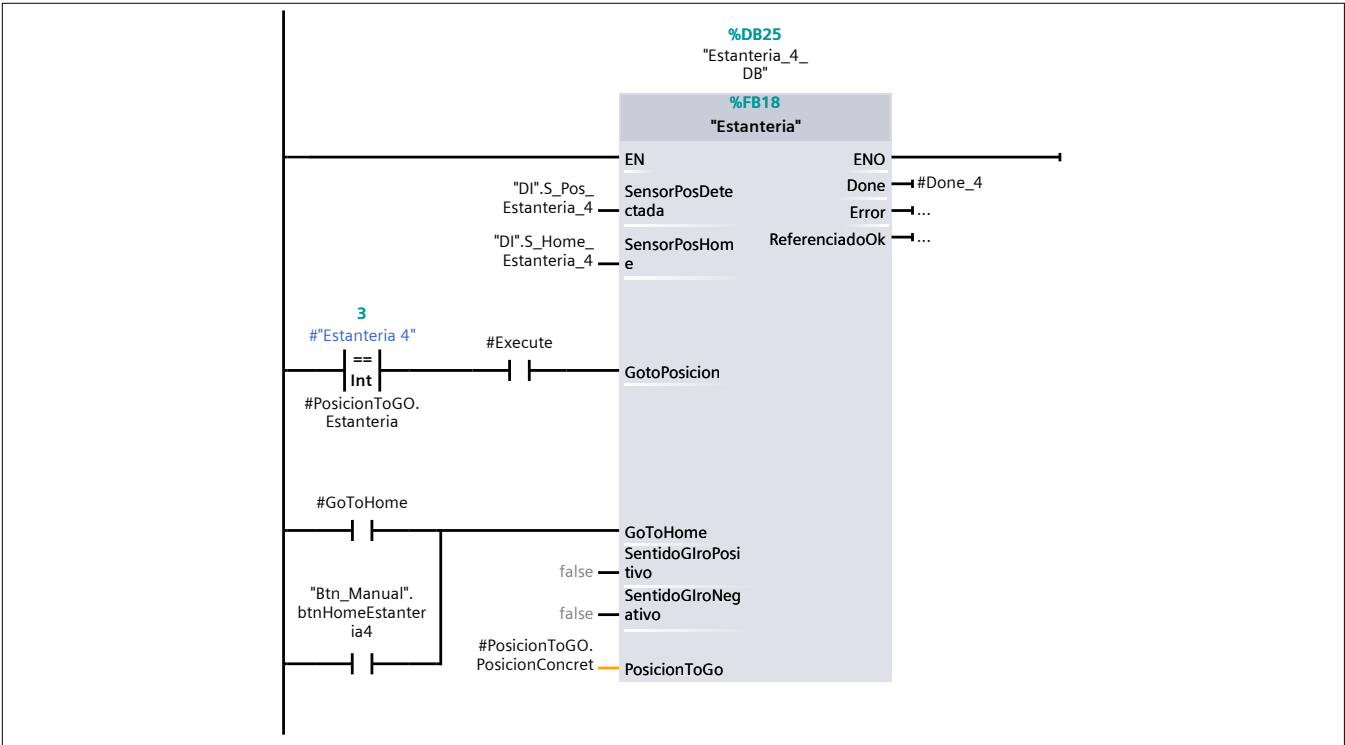 %DB25
"Estanteria_4_
DB"
%FB18
"Estanteria"
EN
ENO
"DI".S_Pos_
Estanteria_4
SensorPosDete
ctada
Done
#Done_4
Error
...
"DI".S_Home_
Estanteria_4
SensorPosHom
e
ReferenciadoOk
...
3
#"Estanteria 4"
==
Int
#PosicionToGO.
Estanteria
#Execute
GotoPosicion
#GoToHome
GoToHome
false
SentidoGIroPosi
tivo
"Btn_Manual".
btnHomeEstanter
ia4
false
SentidoGIroNeg
ativo
#PosicionToGO.
PosicionConcret
PosicionToGo